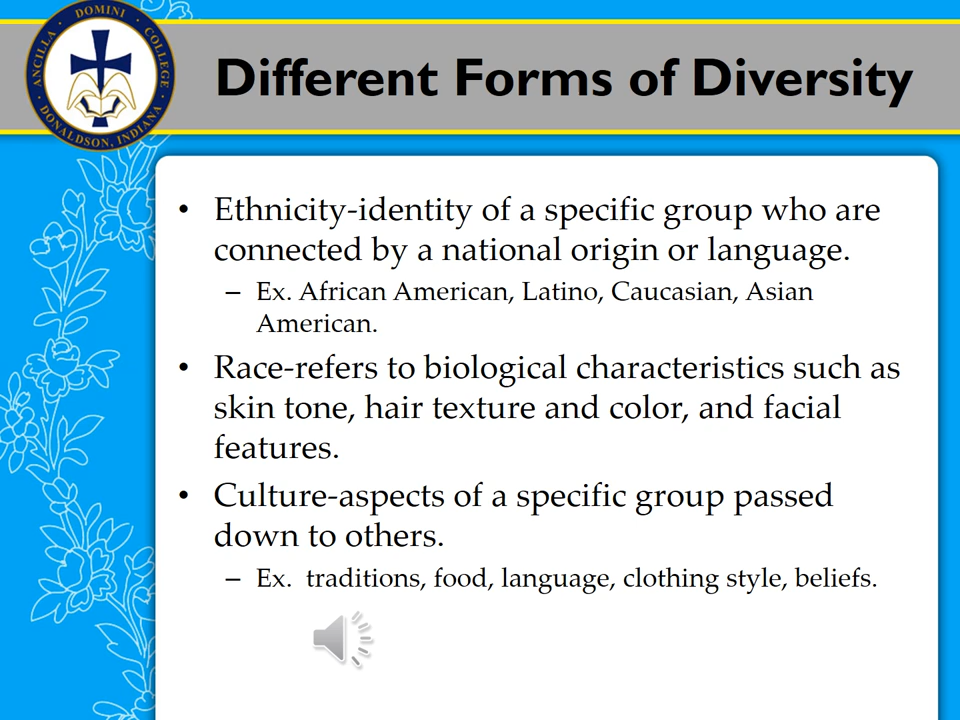 ANCILLA DOMINI COLLEGE
DONALDSON, INDIANA
Different Forms of Diversity
• Ethnicity-identity of a specific group who are
connected by a national origin or language.
– Ex. African American, Latino, Caucasian, Asian
American.
• Race-refers to biological characteristics such as
skin tone, hair texture and color, and facial
features.
• Culture-aspects of a specific group passed
down to others.
– Ex.  traditions, food, language, clothing style, beliefs.